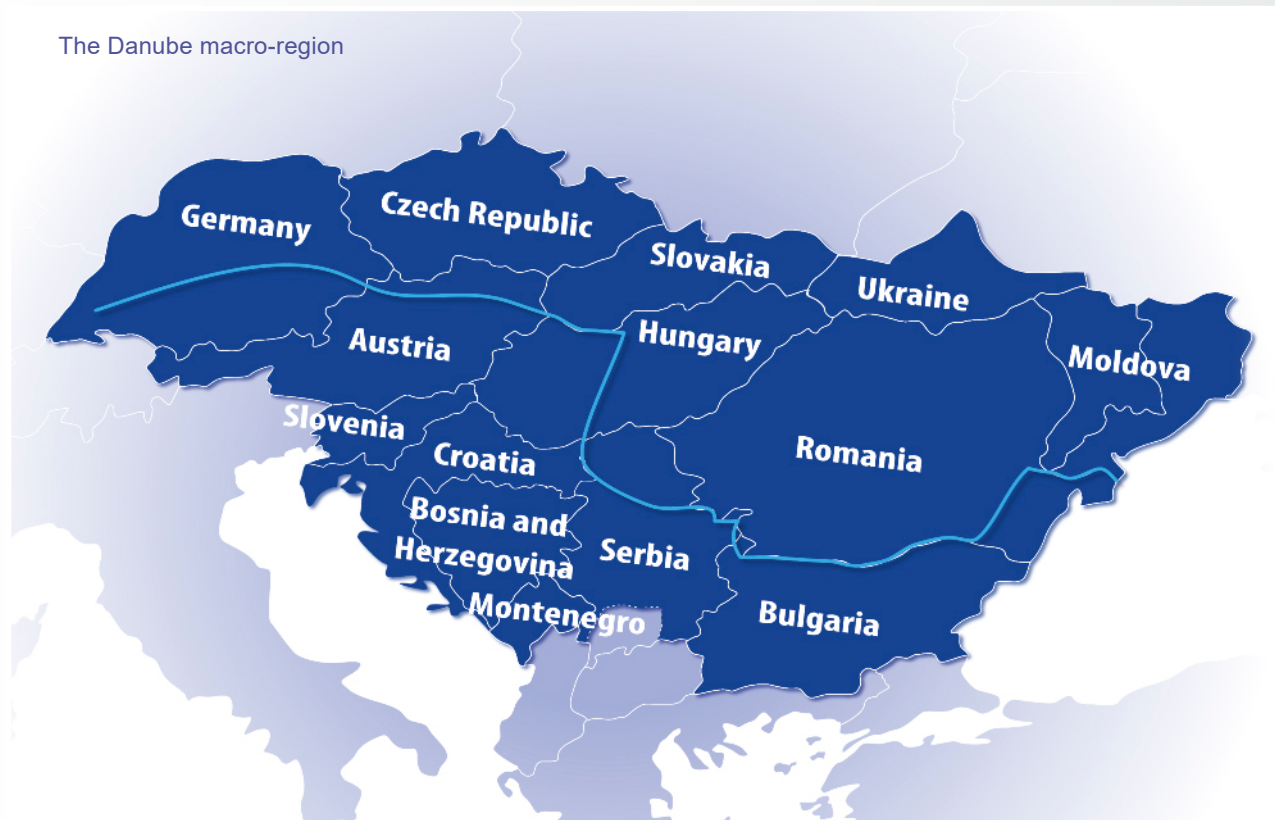 The Danube macro-region
Germany
Czech Republic
Slovakia
Ukraine
Austria
Hungary
Moldova
Slovenia
Croatia
Romania
Bosnia and
Herzegovina
Serbia
Montenegro
Bulgaria